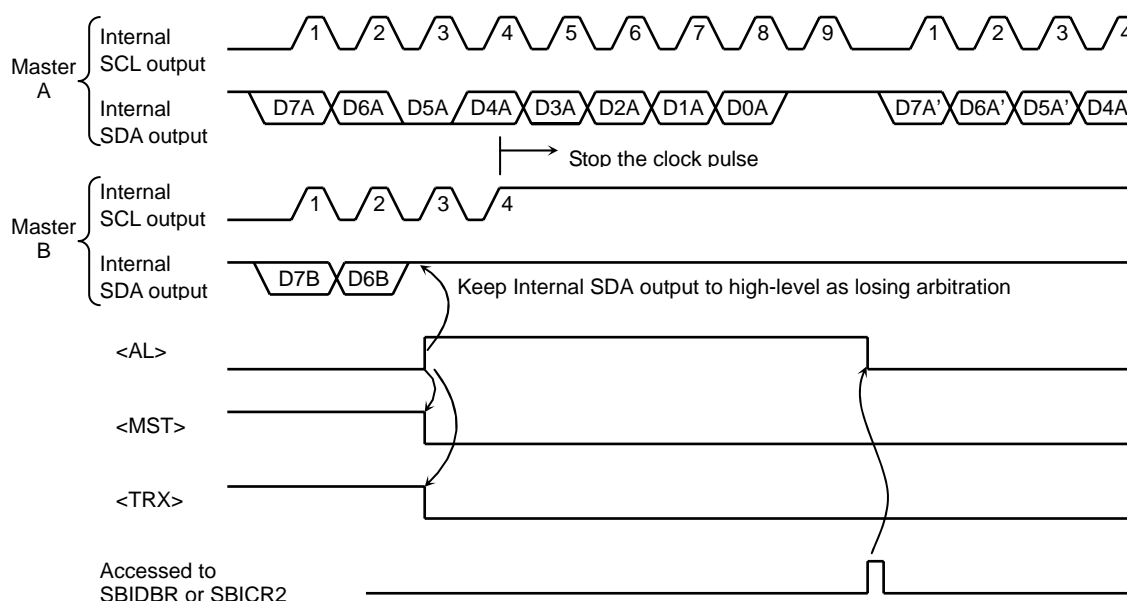 Master
A
Internal
SCL output
1 2 3 4 5 6 7 8 9 1 2 3 4
Internal
SDA output
D7A D6A D5A D4A D3A D2A D1A D0A D7A' D6A' D5A' D4A
Stop the clock pulse
Master
B
Internal
SCL output
1 2 3 4
Internal
SDA output
D7B D6B
Keep Internal SDA output to high-level as losing arbitration
<AL>
<MST>
<TRX>
Accessed to
SBIDBR or SBICR2